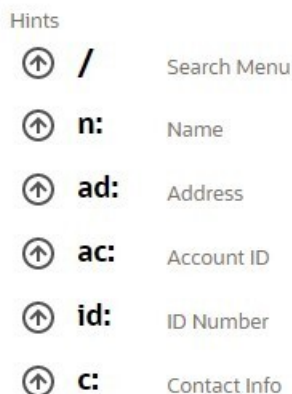 Hints
/ Search Menu
n: Name
ad: Address
ac: Account ID
id: ID Number
c: Contact Info